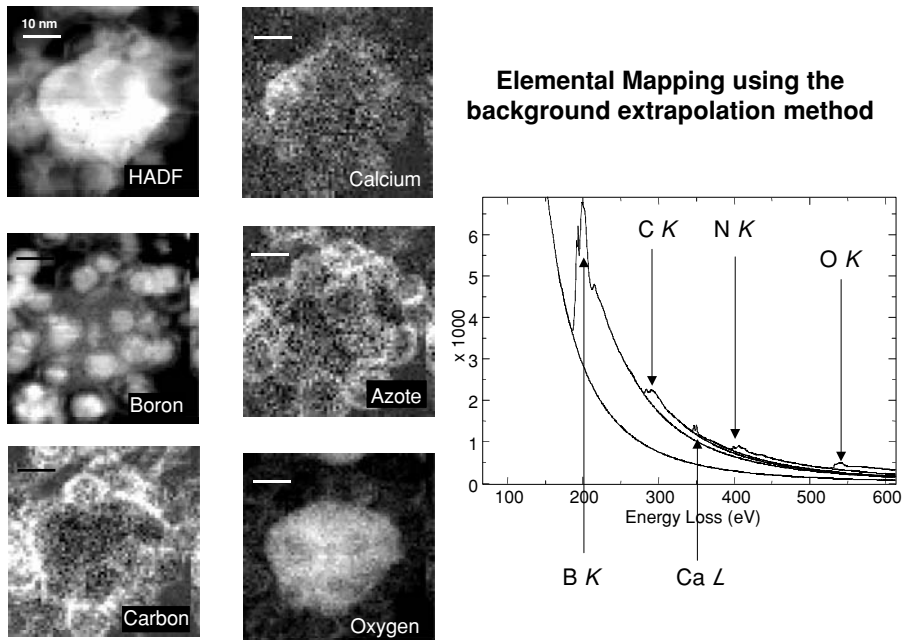 10 nm
HADF
Calcium
Elemental Mapping using the
background extrapolation method
Boron
Azote
Carbon
Oxygen
6
5
4
3
2
1
0
x 1000
100
200
300
400
500
600
Energy Loss (eV)
C K
N K
O K
B K
Ca L